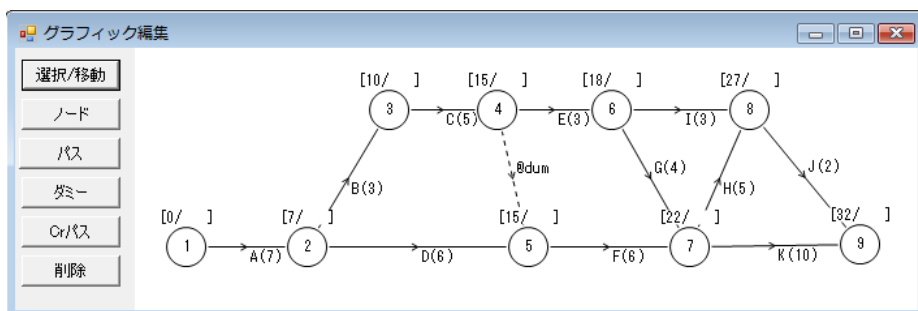 グラフィック編集
選択/移動
ノード
パス
ダミー
Crパス
削除
[10/ ]
[15/ ]
[18/ ]
[27/ ]
3
4
6
8
C(5)
E(3)
I(3)
B(3)
@dum
G(4)
H(5)
J(2)
[0/ ]
[7/ ]
[15/ ]
[22/ ]
[32/ ]
1
2
5
7
9
A(7)
D(6)
F(6)
K(10)